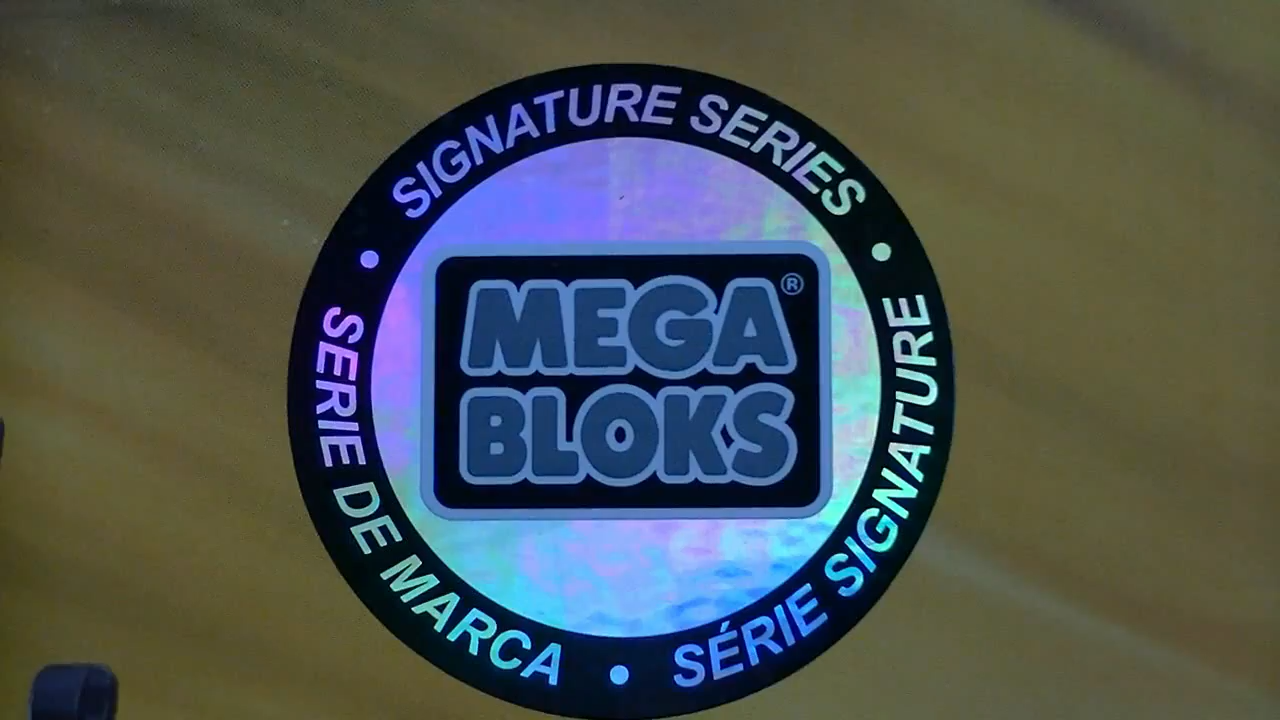 SIGNATURE SERIES
MEGA®
BLOKS
SERIE DE MARCA
SÉRIE SIGNATURE